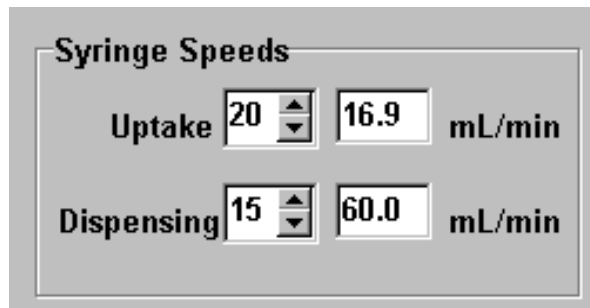 Syringe Speeds
Uptake 20 16.9 mL/min
Dispensing 15 60.0 mL/min